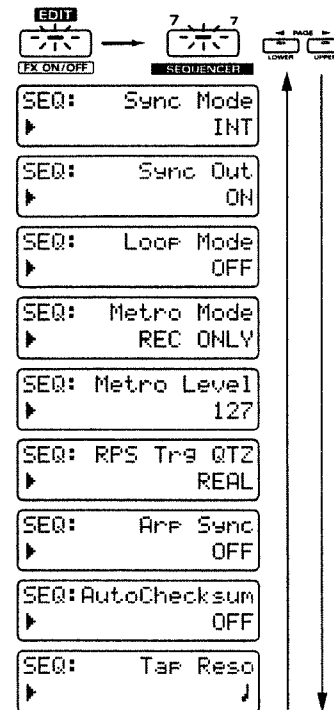 EDIT
7 7
FX ON/OFF
SEQUENCER
◄ PAGE ►
LOWER UPPER
SEQ: Sync Mode
▶ INT
SEQ: Sync Out
▶ ON
SEQ: Loop Mode
▶ OFF
SEQ: Metro Mode
▶ REC ONLY
SEQ: Metro Level
▶ 127
SEQ: RPS Trg QTZ
▶ REAL
SEQ: Arp Sync
▶ OFF
SEQ:AutoChecksum
▶ OFF
SEQ: Tap Reso
▶ ♩